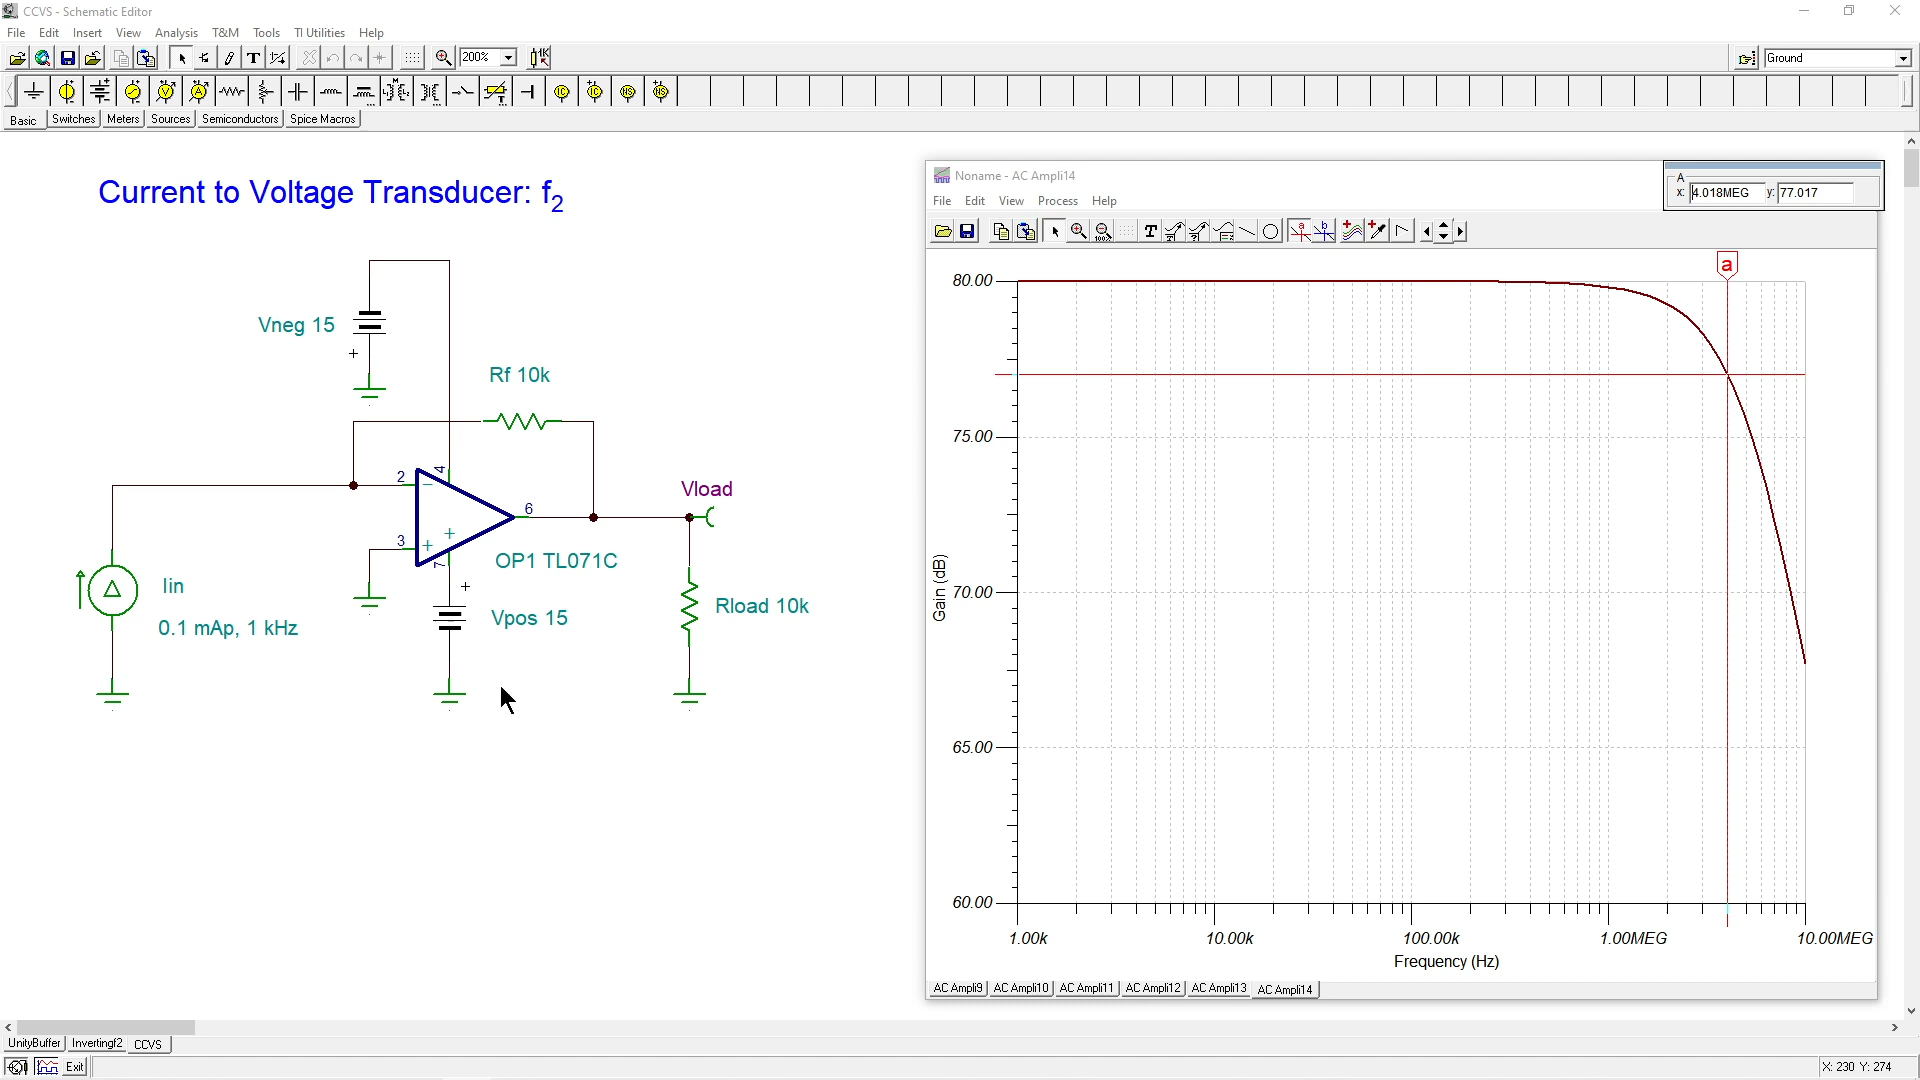 CCVS - Schematic Editor
File Edit Insert View Analysis T&M Tools TI Utilities Help
200%
Ground
Basic Switches Meters Sources Semiconductors Spice Macros
Current to Voltage Transducer: f2
Vneg 15
+
Rf 10k
2
4
3
6
7
Vload
OP1 TL071C
+
Vpos 15
Iin
0.1 mAp, 1 kHz
Rload 10k
Noname - AC Ampli14
File Edit View Process Help
A
x: 4.018MEG y: 77.017
a
80.00
75.00
70.00
65.00
60.00
Gain (dB)
1.00k 10.00k 100.00k 1.00MEG 10.00MEG
Frequency (Hz)
AC Ampli9 AC Ampli10 AC Ampli11 AC Ampli12 AC Ampli13 AC Ampli14
UnityBuffer Invertingf2 CCVS
Exit
X: 230 Y: 274